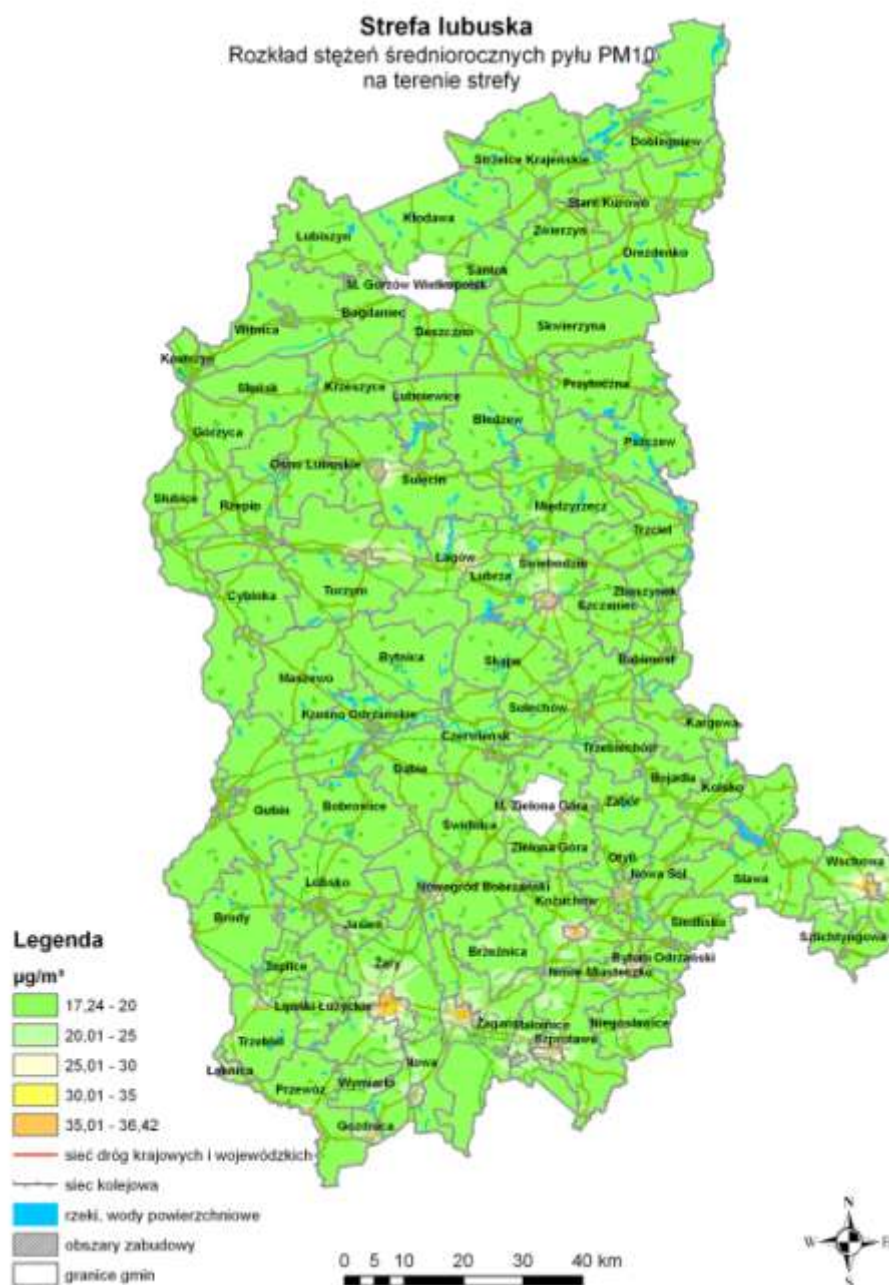 Strefa lubuska
Rozkład stężeń średniorocznych pyłu PM10
na terenie strefy
Dobiegniew
Strzelce Krajeńskie
Stare Kurowo
Kłodawa
Zwierzyn
Lubiszyn
Drezdenko
Santok
M. Gorzów Wielkopolski
Bogdaniec
Deszczno
Skwierzyna
Witnica
Kostrzyn
Przytoczna
Słońsk
Krzeszyce
Lubniewice
Bledzew
Górzyca
Pszczew
Ośno Lubuskie
Sulęcin
Słubice
Rzepin
Międzyrzecz
Trzciel
Łagów
Świebodzin
Lubrza
Torzym
Zbąszynek
Cybinka
Szczaniec
Bytnica
Skąpe
Babimost
Maszewo
Sulechów
Krosno Odrzańskie
Kargowa
Czerwieńsk
Trzebiechów
Dąbie
Bojadła
Kolsko
Gubin
Bobrowice
M. Zielona Góra
Zabór
Świdnica
Zielona Góra
Otyń
Wschowa
Nowa Sól
Sława
Lubsko
Nowogród Bobrzański
Kożuchów
Brody
Siedlisko
Szlichtyngowa
Jasień
Legenda
Brzeźnica
Bytom Odrzański
Żary
Nowe Miasteczko
Tuplice
µg/m³
17,24 - 20
Lipinki Łużyckie
Żagań
Małomice
Niegosławice
20,01 - 25
Szprotawa
Trzebiel
25,01 - 30
Iłowa
Łęknica
Wymiarki
30,01 - 35
Przewóz
35,01 - 36,42
Gozdnica
sieć dróg krajowych i wojewódzkich
siec kolejowa
rzeki, wody powierzchniowe
obszary zabudowy
granice gmin
0 5 10 20 30 40 km
N
W E
S